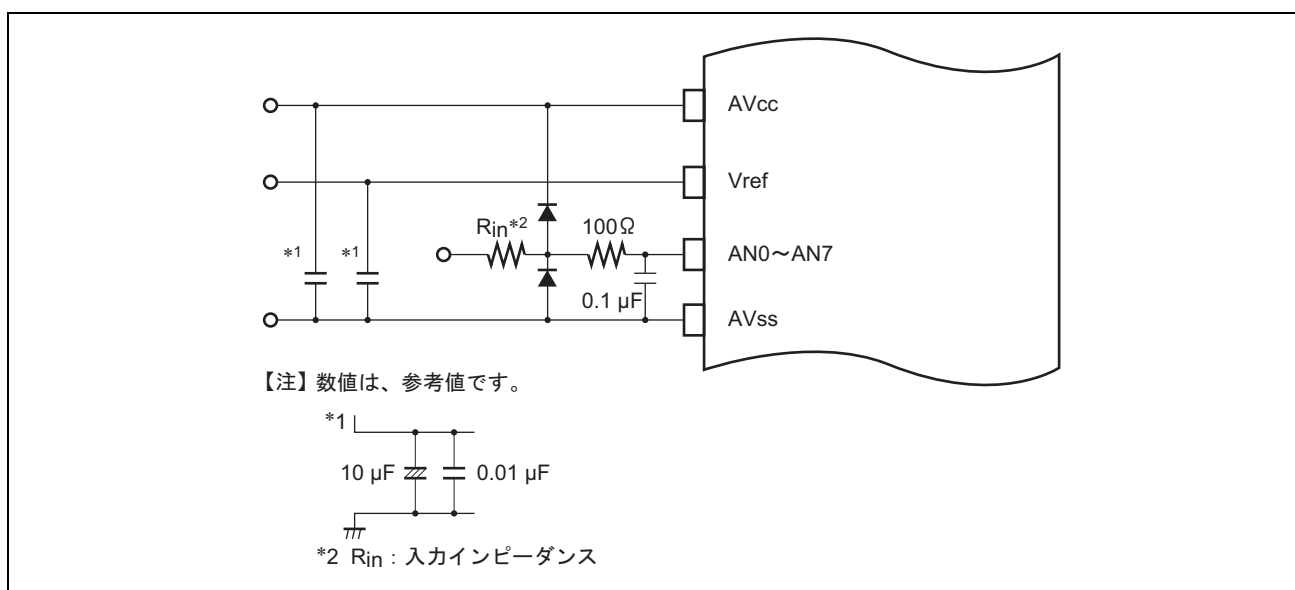 AVcc
Vref
Rin*2
100Ω
AN0～AN7
*1
*1
0.1 μF
AVss
【注】数値は、参考値です。
*1
10 μF
0.01 μF
*2 Rin：入力インピーダンス